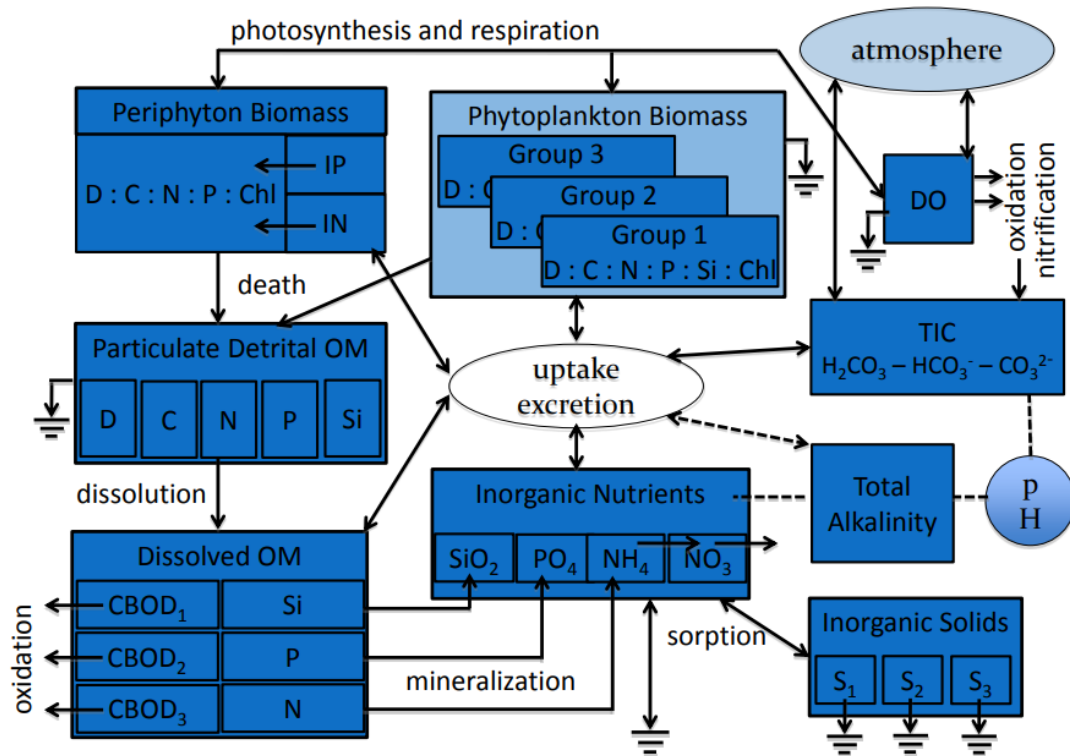 photosynthesis and respiration
atmosphere
Periphyton Biomass
IP
D : C : N : P : Chl
IN
Phytoplankton Biomass
Group 3
D : C
Group 2
D : C
Group 1
D : C : N : P : Si : Chl
DO
oxidation
nitrification
death
Particulate Detrital OM
D C N P Si
uptake
excretion
TIC
H₂CO₃ – HCO₃⁻ – CO₃²⁻
dissolution
Inorganic Nutrients
SiO₂ PO₄ NH₄ NO₃
Total
Alkalinity
p
H
Dissolved OM
CBOD₁ Si
CBOD₂ P
CBOD₃ N
oxidation
mineralization
sorption
Inorganic Solids
S₁ S₂ S₃